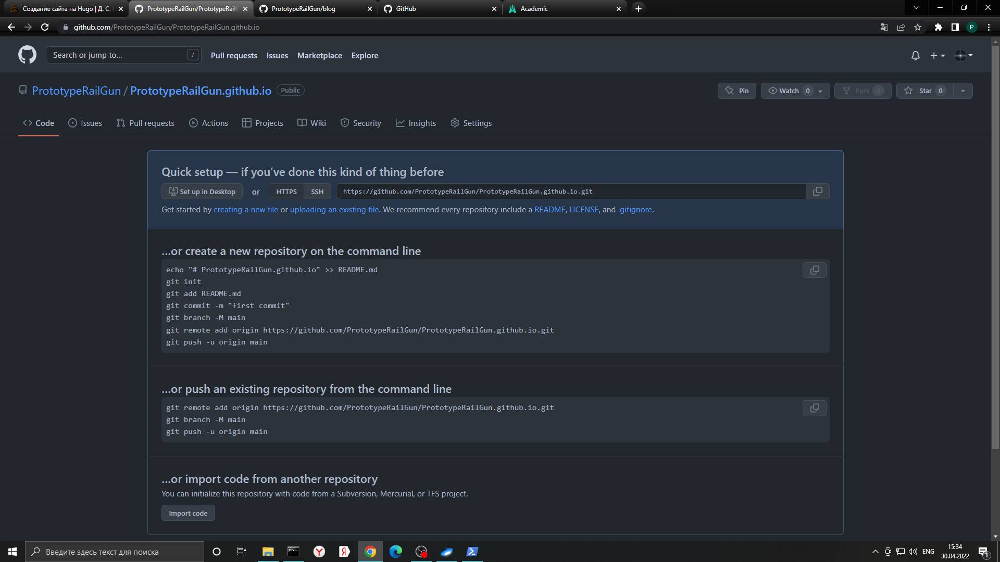 Создание сайта на Hugo | Д. С.
PrototypeRailGun/PrototypeRail
PrototypeRailGun/blog
GitHub
Academic
github.com/PrototypeRailGun/PrototypeRailGun.github.io
P
Search or jump to...
/
Pull requests
Issues
Marketplace
Explore
PrototypeRailGun / PrototypeRailGun.github.io
Public
Pin
Watch 0
Fork 0
Star 0
Code
Issues
Pull requests
Actions
Projects
Wiki
Security
Insights
Settings
Quick setup — if you’ve done this kind of thing before
Set up in Desktop
or
HTTPS
SSH
https://github.com/PrototypeRailGun/PrototypeRailGun.github.io.git
Get started by creating a new file or uploading an existing file. We recommend every repository include a README, LICENSE, and .gitignore.
…or create a new repository on the command line
echo "# PrototypeRailGun.github.io" >> README.md
git init
git add README.md
git commit -m "first commit"
git branch -M main
git remote add origin https://github.com/PrototypeRailGun/PrototypeRailGun.github.io.git
git push -u origin main
…or push an existing repository from the command line
git remote add origin https://github.com/PrototypeRailGun/PrototypeRailGun.github.io.git
git branch -M main
git push -u origin main
…or import code from another repository
You can initialize this repository with code from a Subversion, Mercurial, or TFS project.
Import code
Введите здесь текст для поиска
ENG
15:34
30.04.2022
1